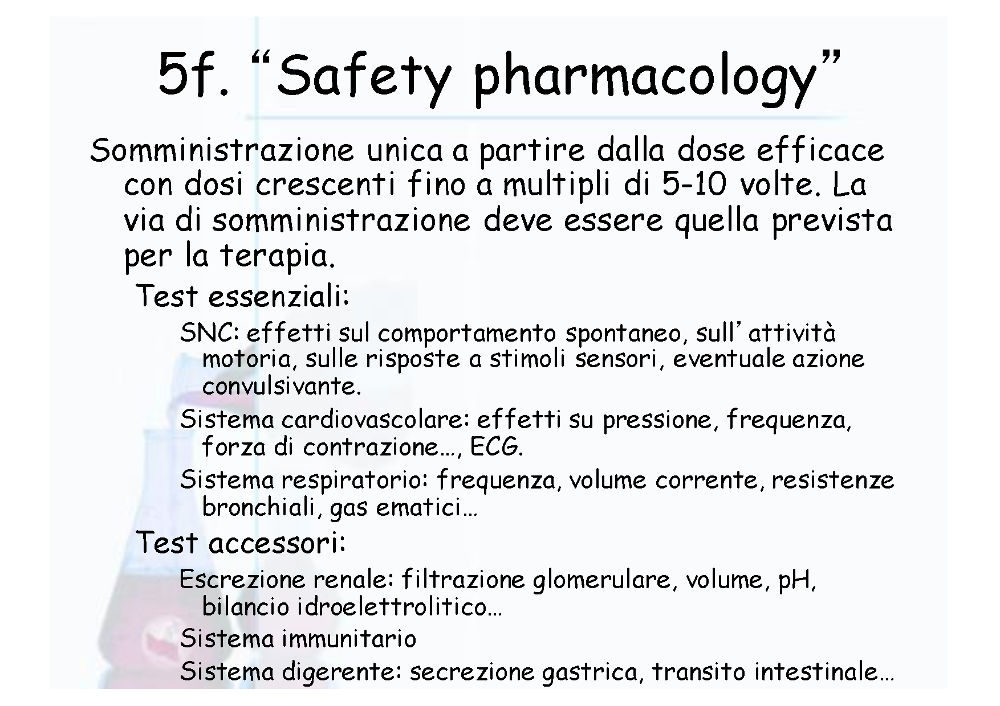 5f. “Safety pharmacology”
Somministrazione unica a partire dalla dose efficace
con dosi crescenti fino a multipli di 5-10 volte. La
via di somministrazione deve essere quella prevista
per la terapia.
Test essenziali:
SNC: effetti sul comportamento spontaneo, sull’attività
motoria, sulle risposte a stimoli sensori, eventuale azione
convulsivante.
Sistema cardiovascolare: effetti su pressione, frequenza,
forza di contrazione…, ECG.
Sistema respiratorio: frequenza, volume corrente, resistenze
bronchiali, gas ematici…
Test accessori:
Escrezione renale: filtrazione glomerulare, volume, pH,
bilancio idroelettrolitico…
Sistema immunitario
Sistema digerente: secrezione gastrica, transito intestinale…